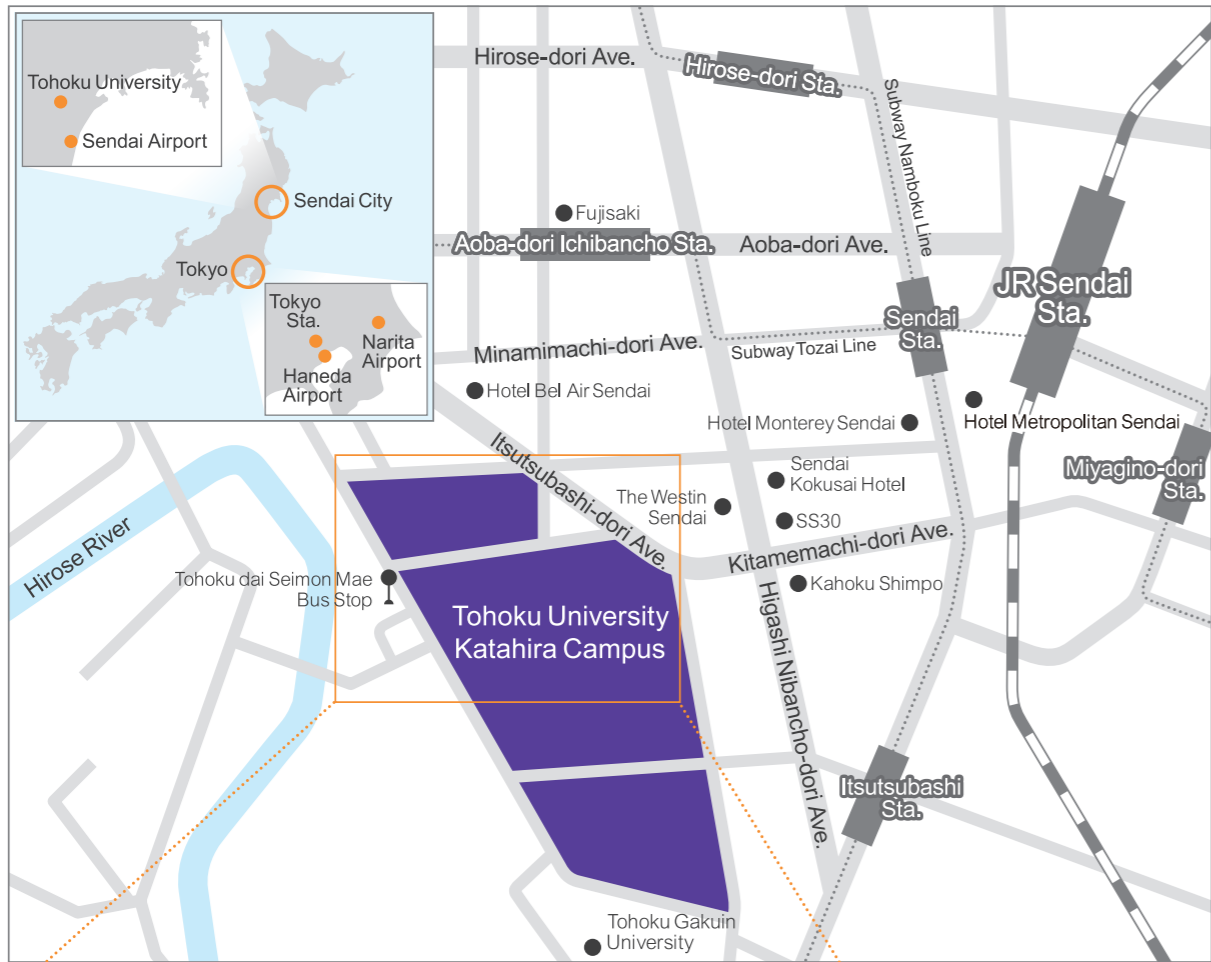 Tohoku University
Sendai Airport
Sendai City
Tokyo
Tokyo
Sta.
Narita
Airport
Haneda
Airport
Hirose-dori Ave.
Hirose-dori Sta.
Subway Namboku Line
Fujisaki
Aoba-dori Ichibancho Sta.
Aoba-dori Ave.
JR Sendai
Sta.
Sendai
Sta.
Minamimachi-dori Ave.
Subway Tozai Line
Hotel Bel Air Sendai
Hotel Monterey Sendai
Hotel Metropolitan Sendai
Itsutsubashi-dori Ave.
Sendai
Kokusai Hotel
Miyagino-dori
Sta.
The Westin
Sendai
SS30
Hirose River
Kitamemachi-dori Ave.
Tohoku dai Seimon Mae
Bus Stop
Kahoku Shimpo
Tohoku University
Katahira Campus
Higashi Nibancho-dori Ave.
Itsutsubashi
Sta.
Tohoku Gakuin
University